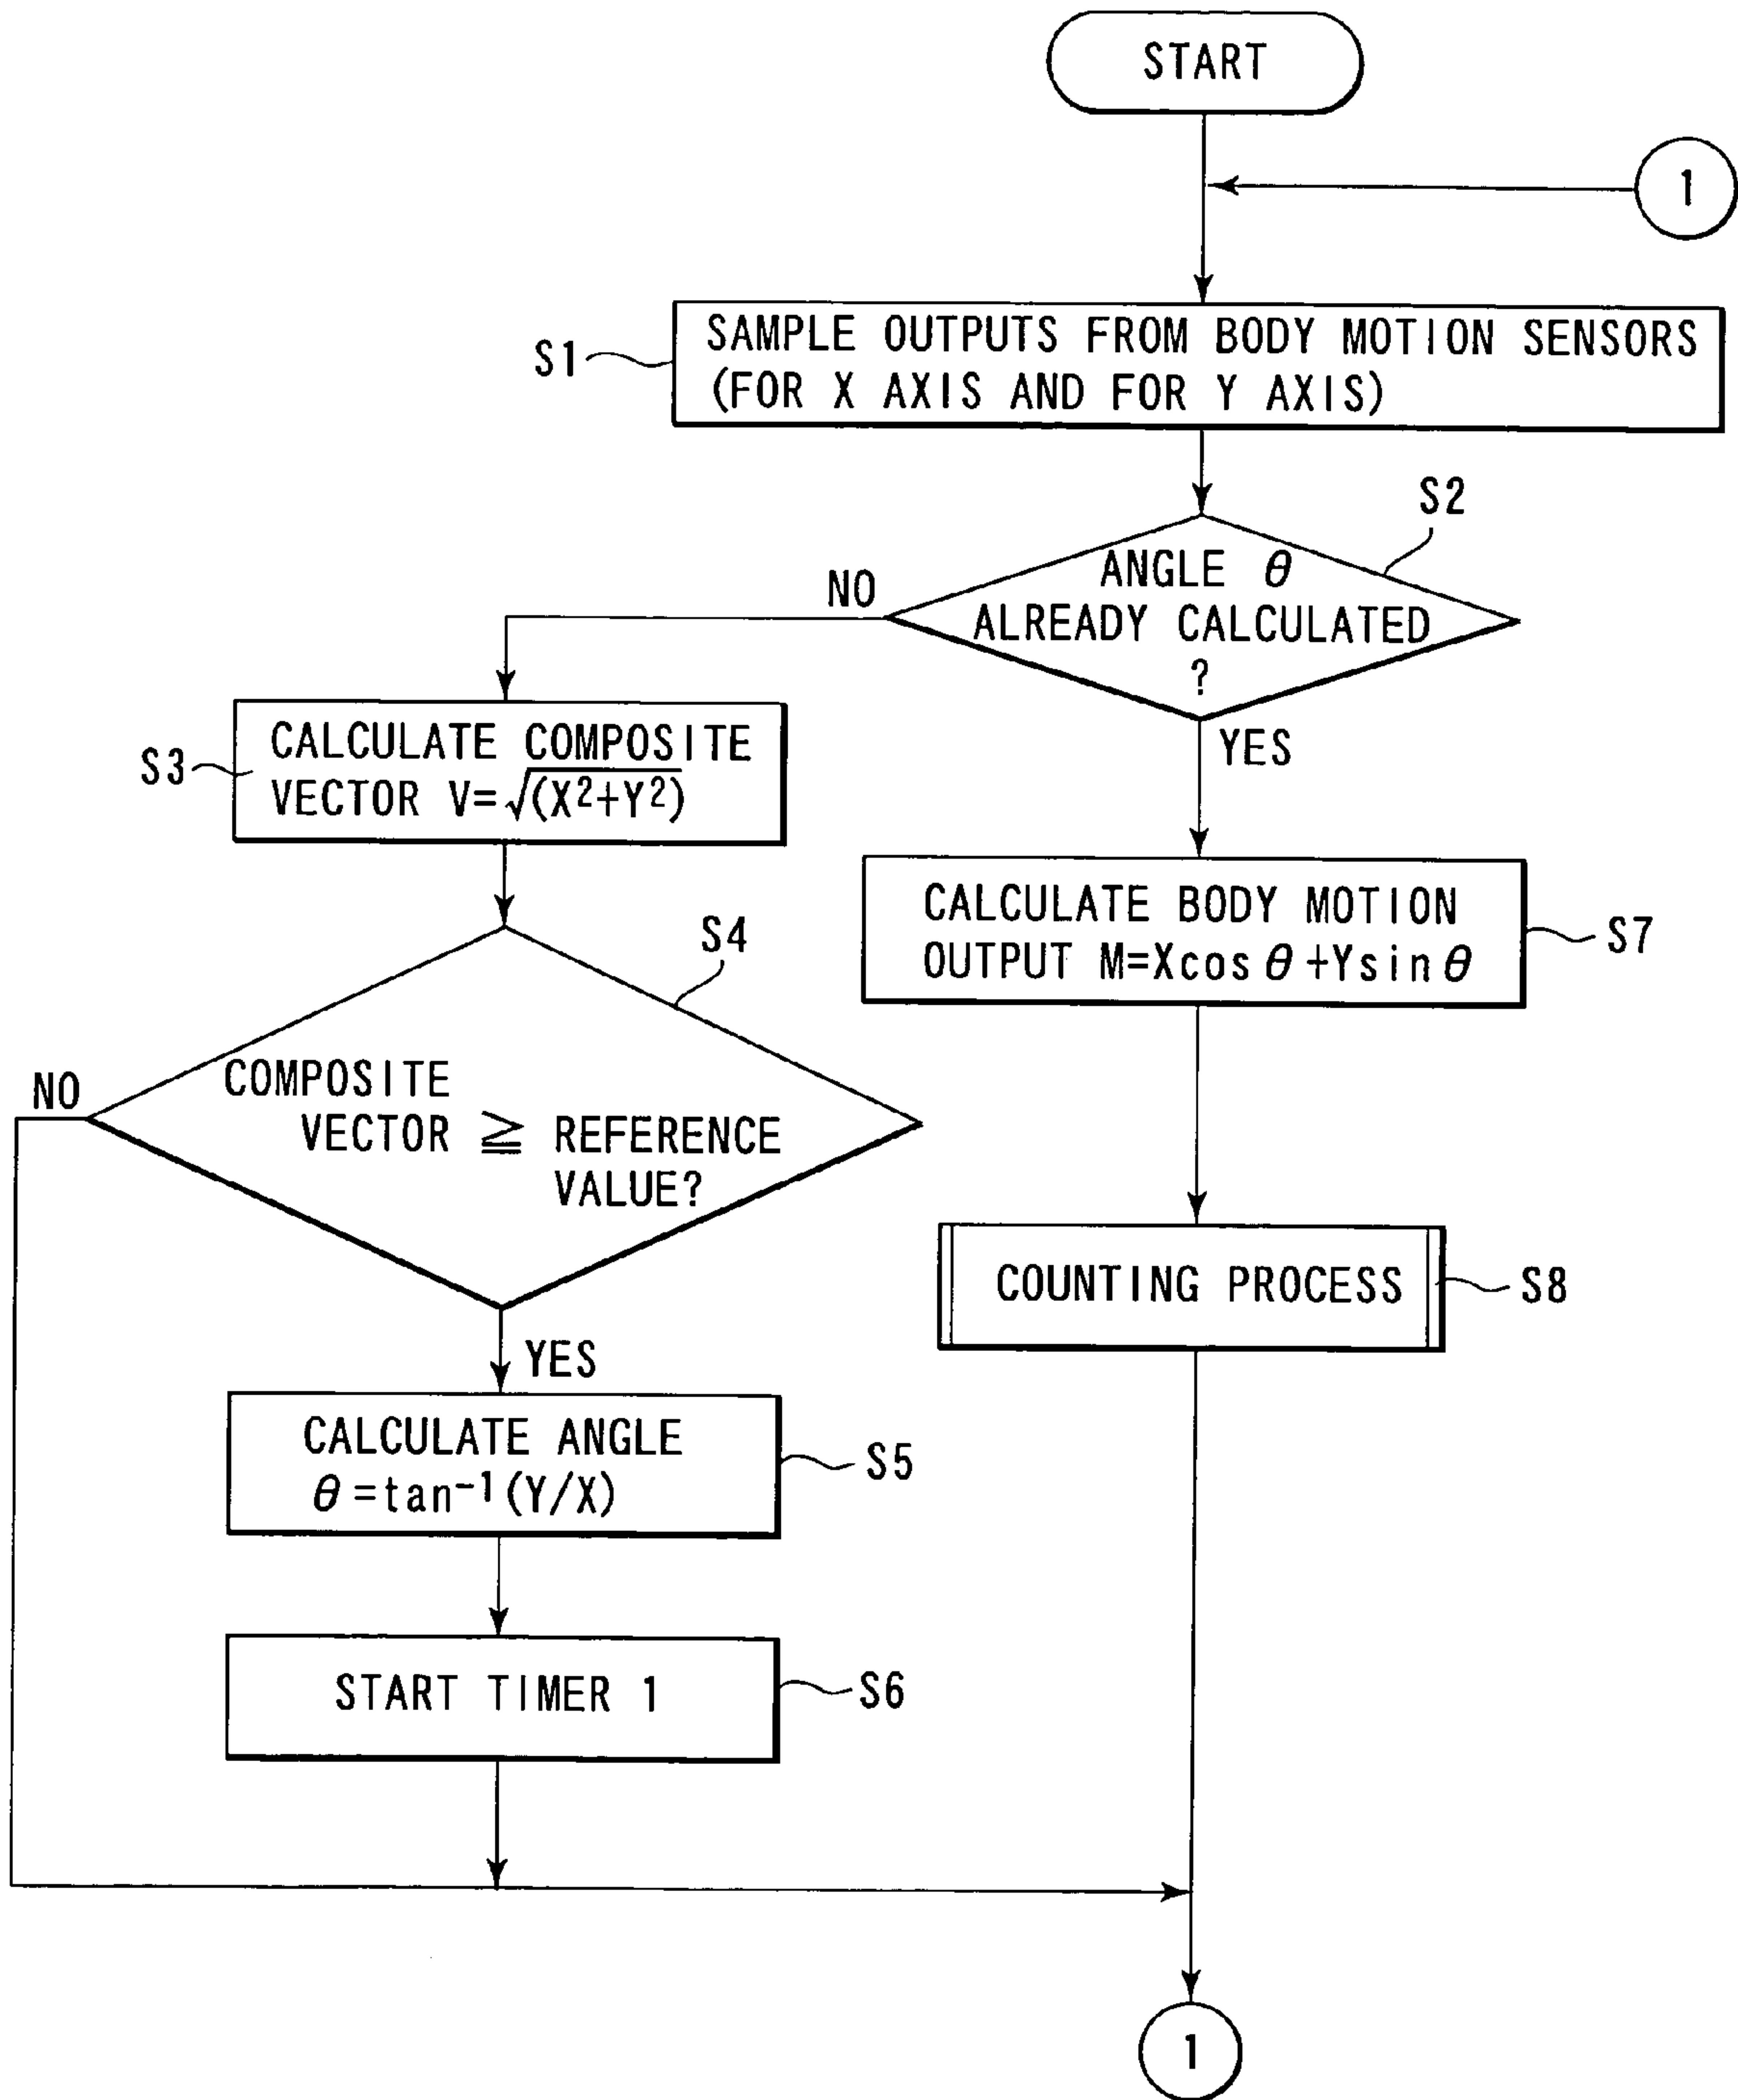 START
1
S1
SAMPLE OUTPUTS FROM BODY MOTION SENSORS
(FOR X AXIS AND FOR Y AXIS)
S2
ANGLE θ
ALREADY CALCULATED
?
NO
YES
S3
CALCULATE COMPOSITE
VECTOR V=√(X²+Y²)
S4
COMPOSITE
VECTOR ≧ REFERENCE
VALUE?
NO
YES
S5
CALCULATE ANGLE
θ=tan⁻¹(Y/X)
S6
START TIMER 1
S7
CALCULATE BODY MOTION
OUTPUT M=Xcosθ+Ysinθ
S8
COUNTING PROCESS
1